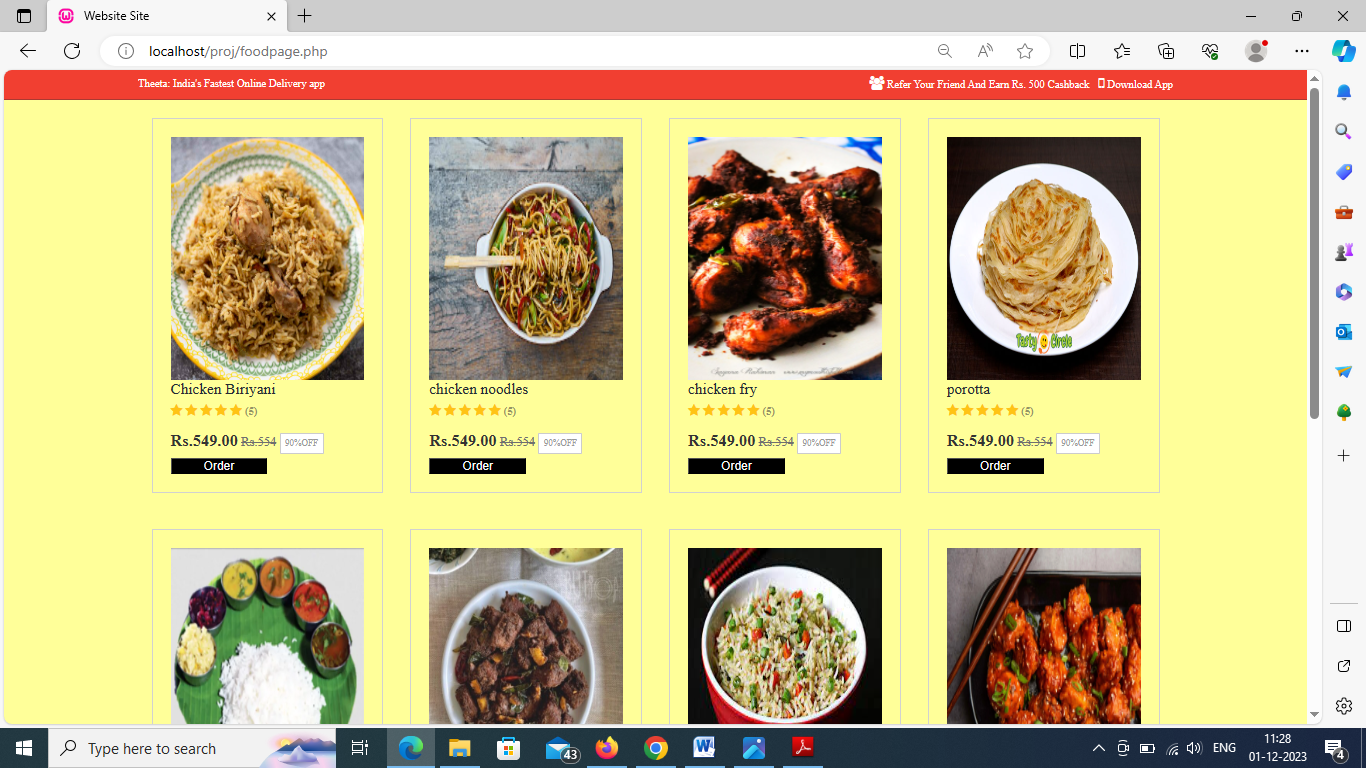 Website Site
localhost/proj/foodpage.php
Theeta: India's Fastest Online Delivery app
Refer Your Friend And Earn Rs. 500 Cashback
Download App
Tasty Circle
Chicken Biriyani
chicken noodles
chicken fry
porotta
(5)
(5)
(5)
(5)
Rs.549.00 Rs.554 90%OFF
Rs.549.00 Rs.554 90%OFF
Rs.549.00 Rs.554 90%OFF
Rs.549.00 Rs.554 90%OFF
Order
Order
Order
Order
Type here to search
43
ENG
11:28
01-12-2023
4